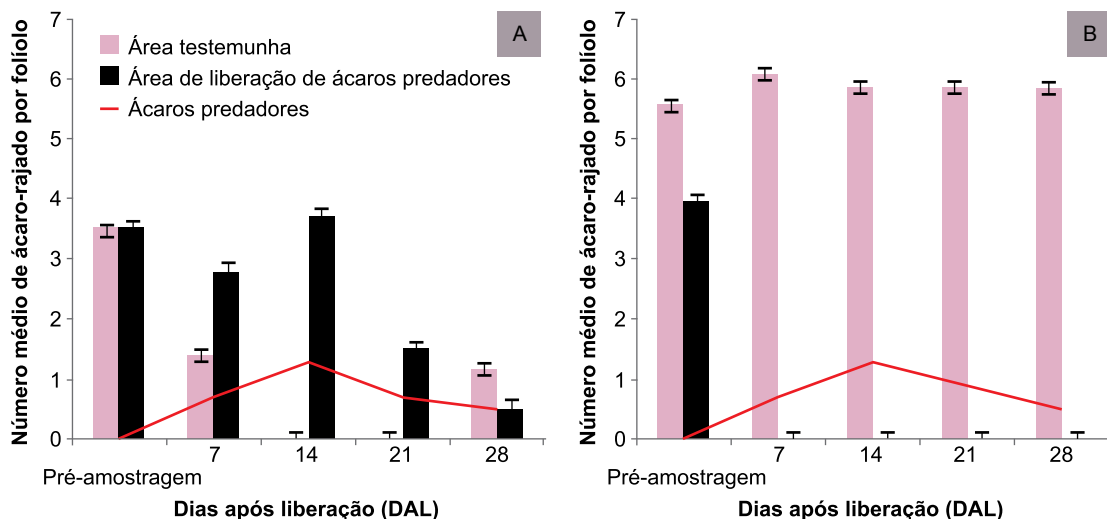 Número médio de ácaro-rajado por folíolo
7
6
5
4
3
2
1
0
A
Área testemunha
Área de liberação de ácaros predadores
Ácaros predadores
Pré-amostragem
7
14
21
28
Dias após liberação (DAL)
Número médio de ácaro-rajado por folíolo
7
6
5
4
3
2
1
0
B
Pré-amostragem
7
14
21
28
Dias após liberação (DAL)